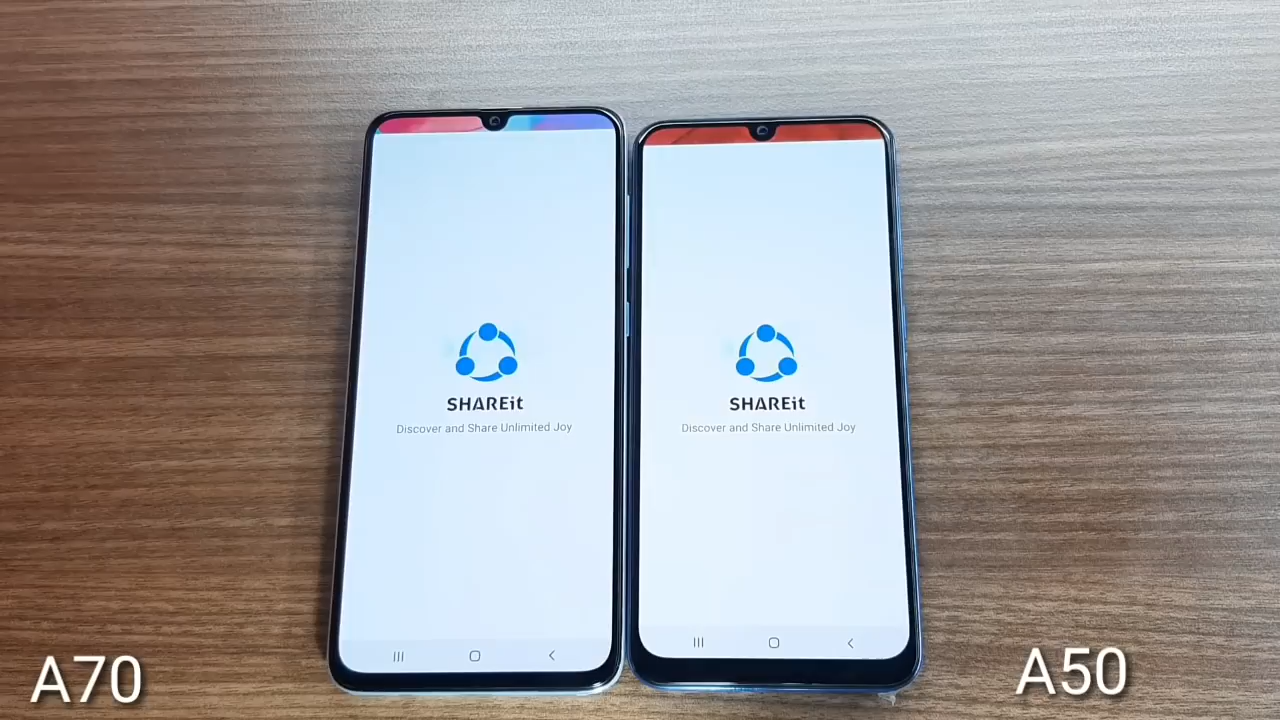 SHAREit
Discover and Share Unlimited Joy
SHAREit
Discover and Share Unlimited Joy
A70
A50